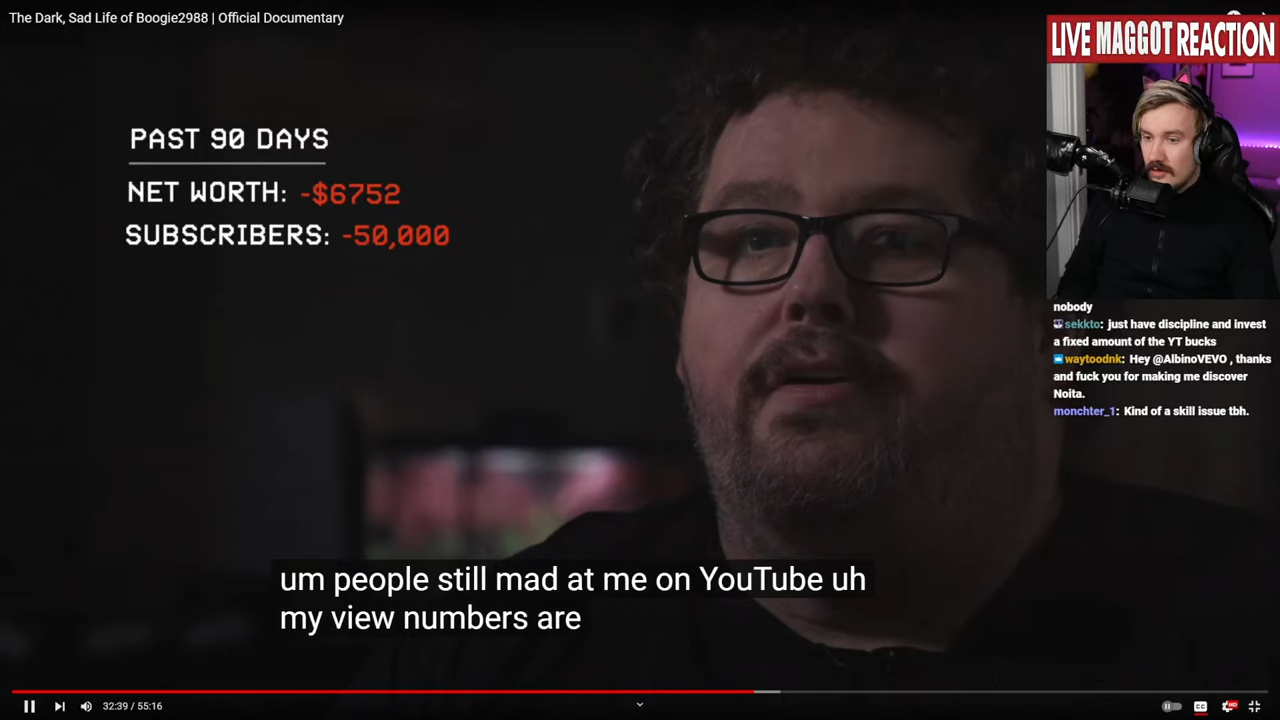 The Dark, Sad Life of Boogie2988 | Official Documentary
LIVE MAGGOT REACTION
PAST 90 DAYS
NET WORTH: -$6752
SUBSCRIBERS: -50,000
nobody
sekkto: just have discipline and invest
a fixed amount of the YT bucks
waytoodnk: Hey @AlbinoVEVO , thanks
and fuck you for making me discover
Noita.
monchter_1: Kind of a skill issue tbh.
um people still mad at me on YouTube uh
my view numbers are
32:39 / 55:16
CC
HD